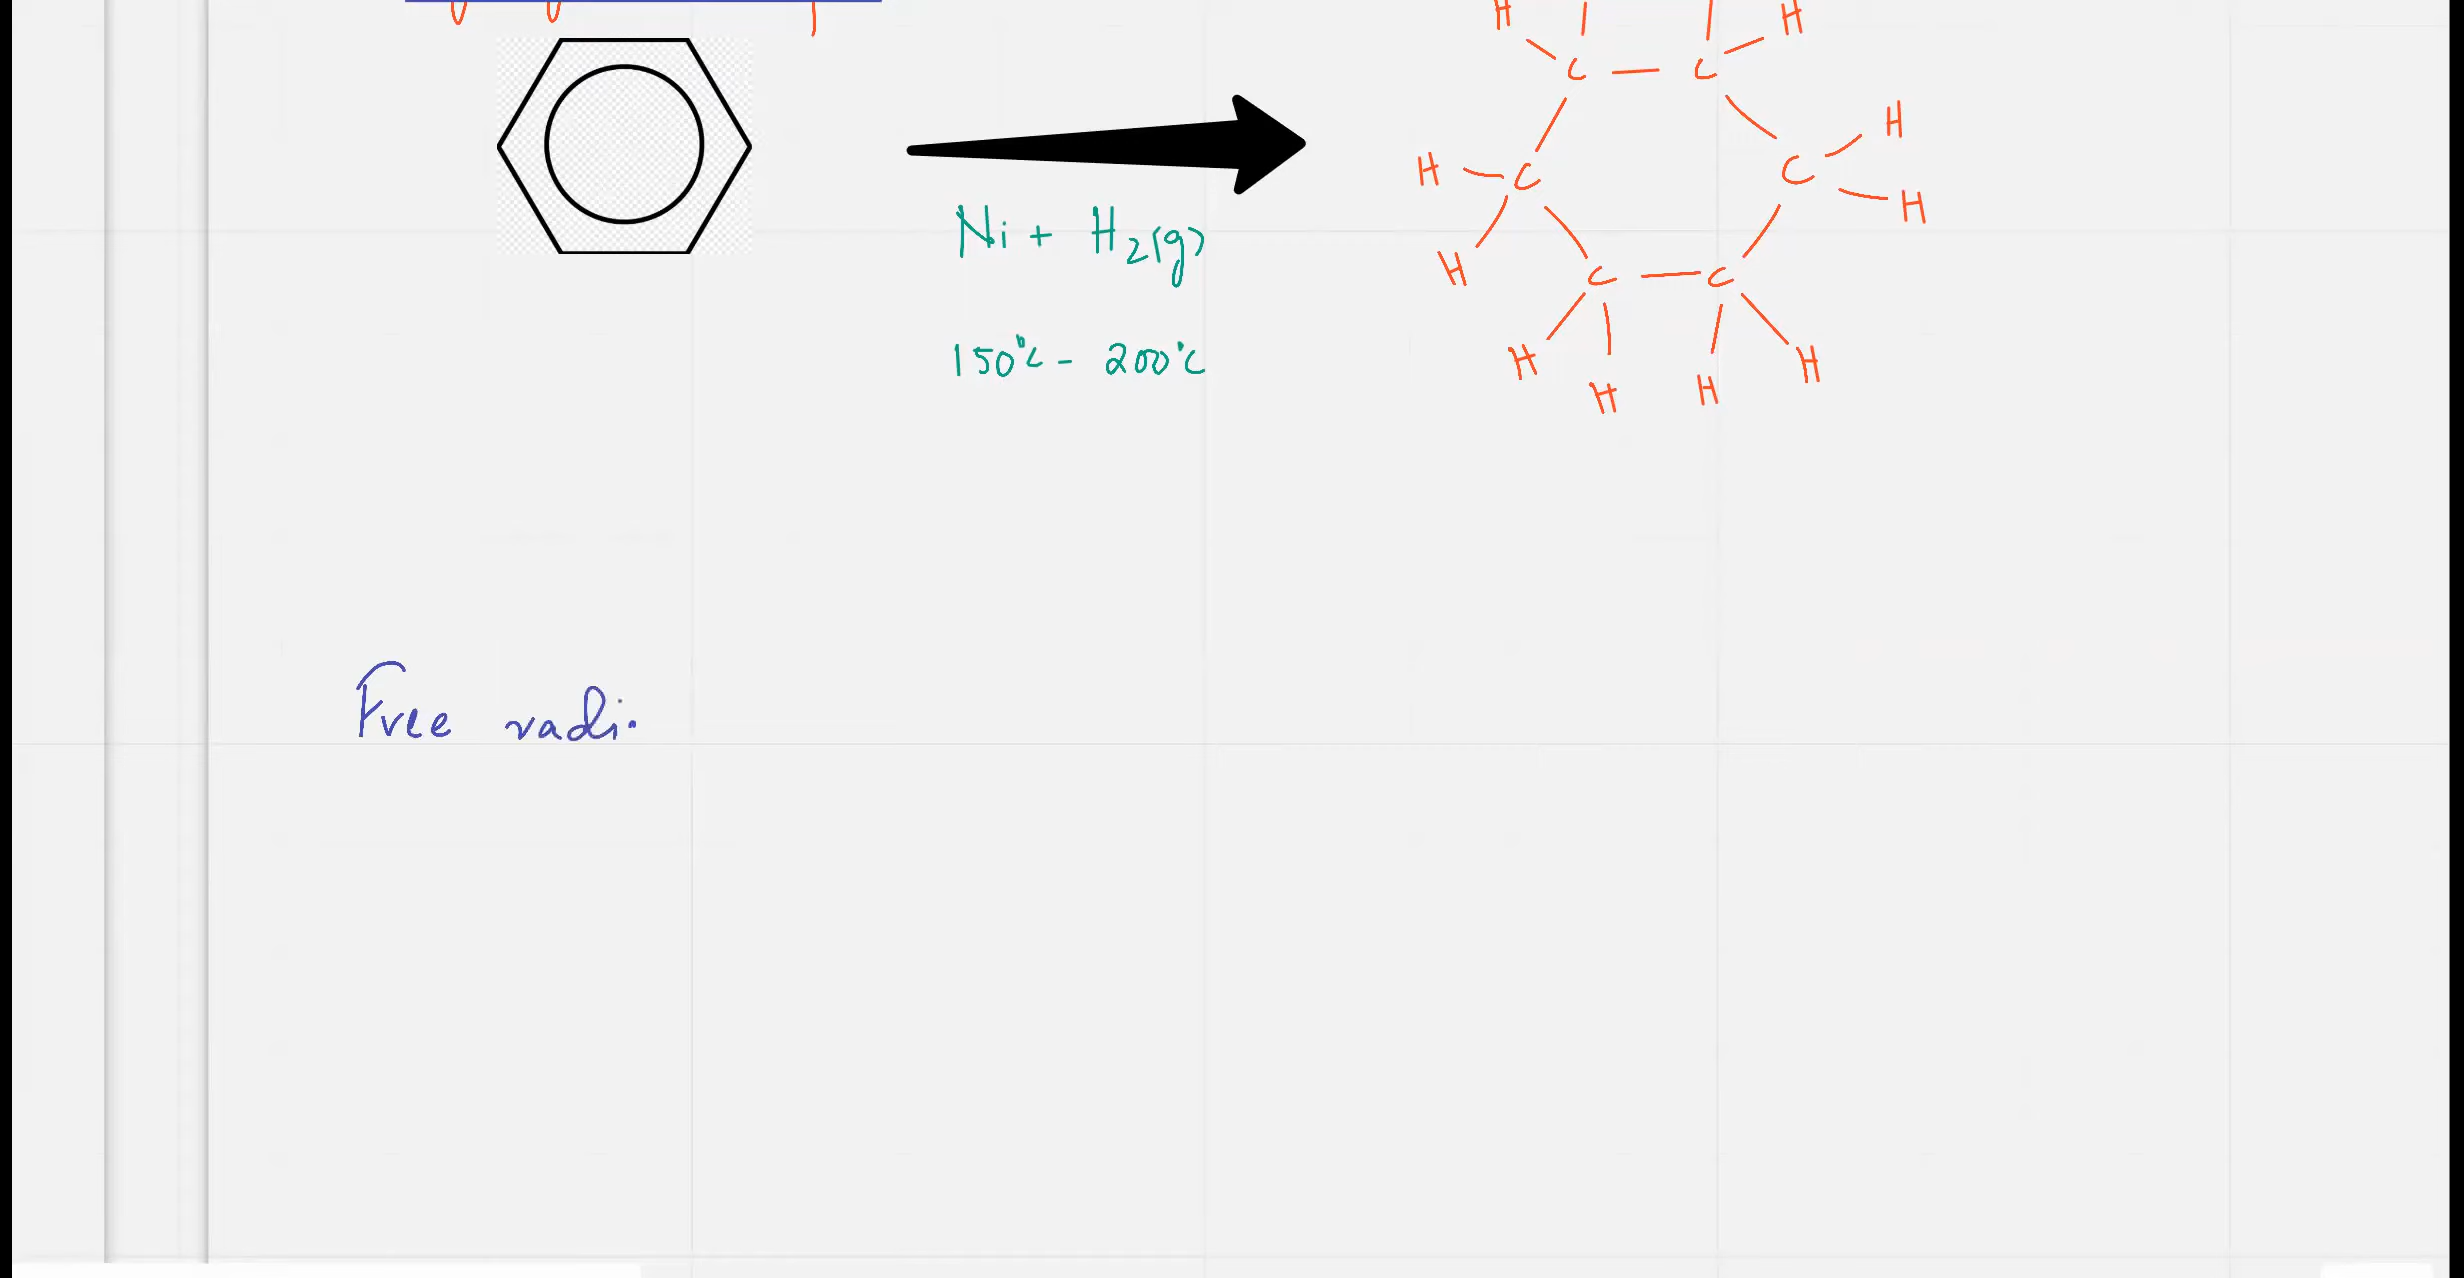 H H
C — C
H
H C C
H
H
C — C
H H
H H
Ni + H2(g)
150°C - 200°C
Free radi